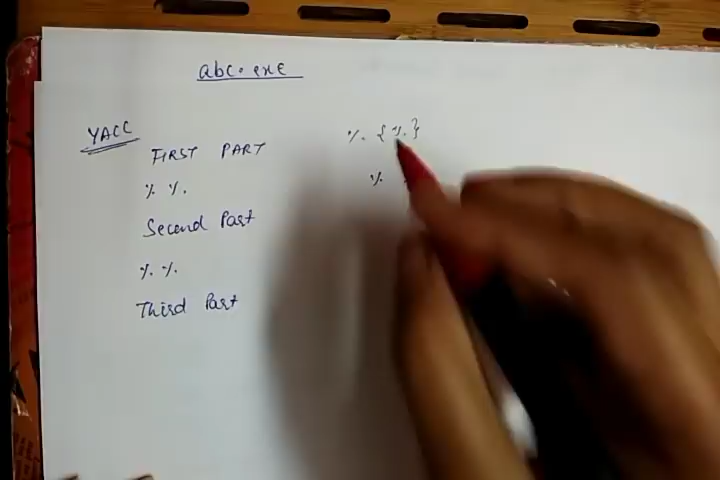 abc.exe
YACC
FIRST PART
%{ %}
% %
%
Second Part
% %
Third Part